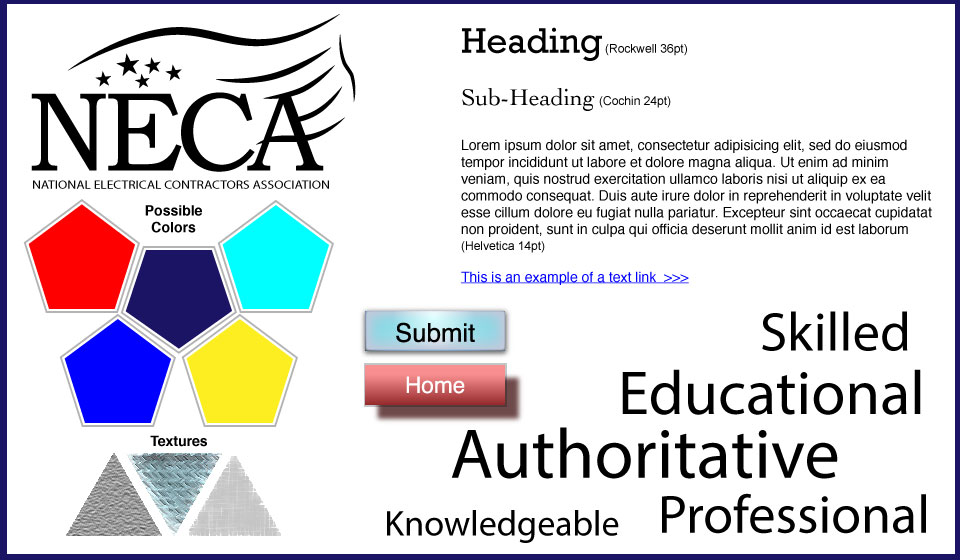 NECA
NATIONAL ELECTRICAL CONTRACTORS ASSOCIATION
Possible
Colors
Textures
Heading (Rockwell 36pt)
Sub-Heading (Cochin 24pt)
Lorem ipsum dolor sit amet, consectetur adipisicing elit, sed do eiusmod
tempor incididunt ut labore et dolore magna aliqua. Ut enim ad minim
veniam, quis nostrud exercitation ullamco laboris nisi ut aliquip ex ea
commodo consequat. Duis aute irure dolor in reprehenderit in voluptate velit
esse cillum dolore eu fugiat nulla pariatur. Excepteur sint occaecat cupidatat
non proident, sunt in culpa qui officia deserunt mollit anim id est laborum
(Helvetica 14pt)
This is an example of a text link >>>
Submit
Home
Skilled
Educational
Authoritative
Knowledgeable
Professional